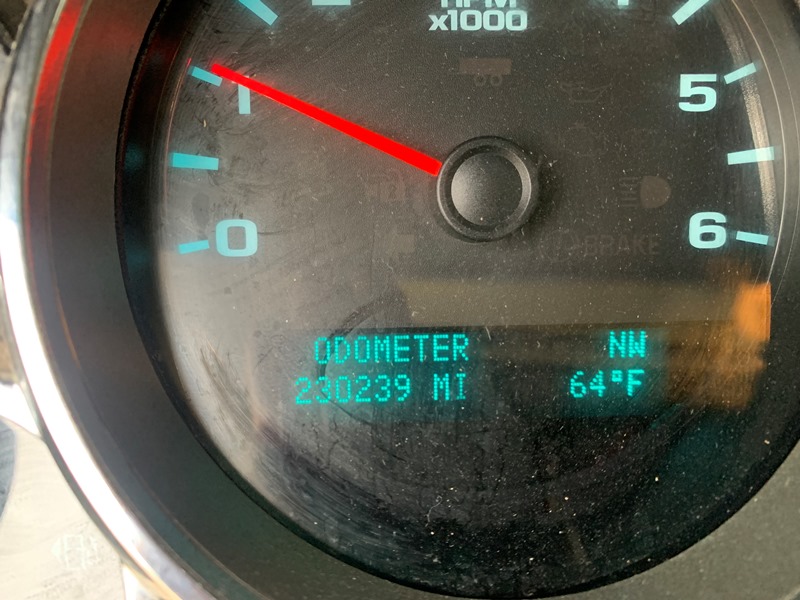 RPM
x1000
1
5
0
6
BRAKE
ODOMETER NW
230239 MI 64°F